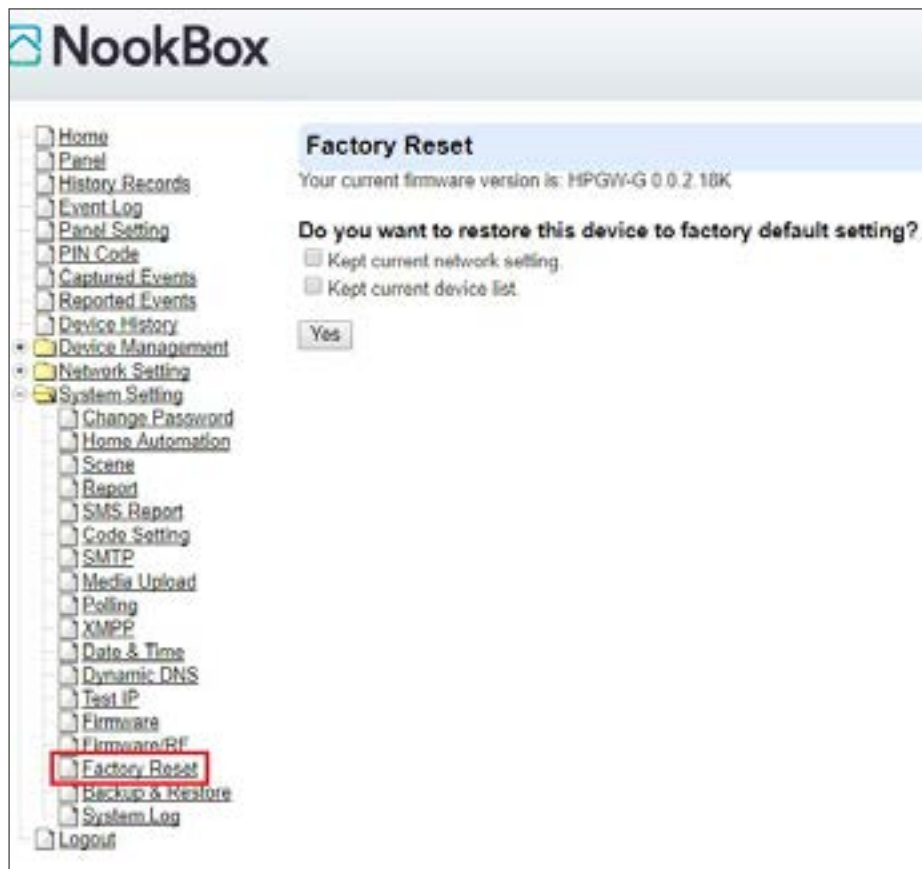 NookBox
Home
Panel
History Records
Event Log
Panel Setting
PIN Code
Captured Events
Reported Events
Device History
Device Management
Network Setting
System Setting
Change Password
Home Automation
Scene
Report
SMS Report
Code Setting
SMTP
Media Upload
Polling
XMPP
Date & Time
Dynamic DNS
Test IP
Firmware
Firmware/RF
Factory Reset
Backup & Restore
System Log
Logout
Factory Reset
Your current firmware version is: HPGW-G 0.0.2.18K
Do you want to restore this device to factory default setting?
Kept current network setting.
Kept current device list.
Yes